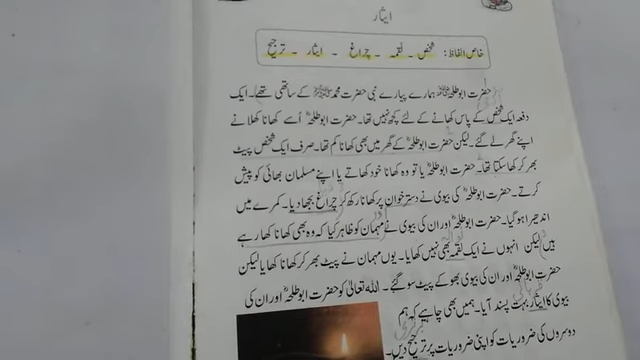 ایثار
خاص الفاظ: شخص ۔ لقمہ ۔ چراغ ۔ ایثار ۔ ترجیح
حضرت ابوطلحہؓ ہمارے پیارے نبی حضرت محمد ﷺ کے ساتھی تھے۔ ایک
دفعہ ایک شخص کے پاس کھانے کے لئے کچھ نہیں تھا۔ حضرت ابوطلحہؓ اُسے کھانا کھلانے
اپنے گھر لے گئے۔ لیکن حضرت ابوطلحہؓ کے گھر میں بھی کھانا کم تھا۔ صرف ایک شخص پیٹ
بھر کر کھا سکتا تھا۔ حضرت ابوطلحہؓ یا تو وہ کھانا خود کھاتے یا اپنے مسلمان بھائی کو پیش
کرتے۔ حضرت ابوطلحہؓ کی بیوی نے دسترخوان پر کھانا رکھ کر چراغ بجھا دیا۔ کمرے میں
اندھیرا ہو گیا۔ حضرت ابوطلحہؓ اور ان کی بیوی نے مہمان کو ظاہر کیا کہ وہ بھی کھانا کھا رہے
ہیں لیکن انہوں نے ایک لقمہ بھی نہیں کھایا۔ یوں مہمان نے پیٹ بھر کر کھانا کھایا لیکن
حضرت ابوطلحہؓ اور ان کی بیوی بھوکے پیٹ سو گئے۔ اللہ تعالیٰ کو حضرت ابوطلحہؓ اور ان کی
بیوی کا ایثار بہت پسند آیا۔ ہمیں بھی چاہیے کہ ہم
دوسروں کی ضروریات کو اپنی ضروریات پر ترجیح دیں۔